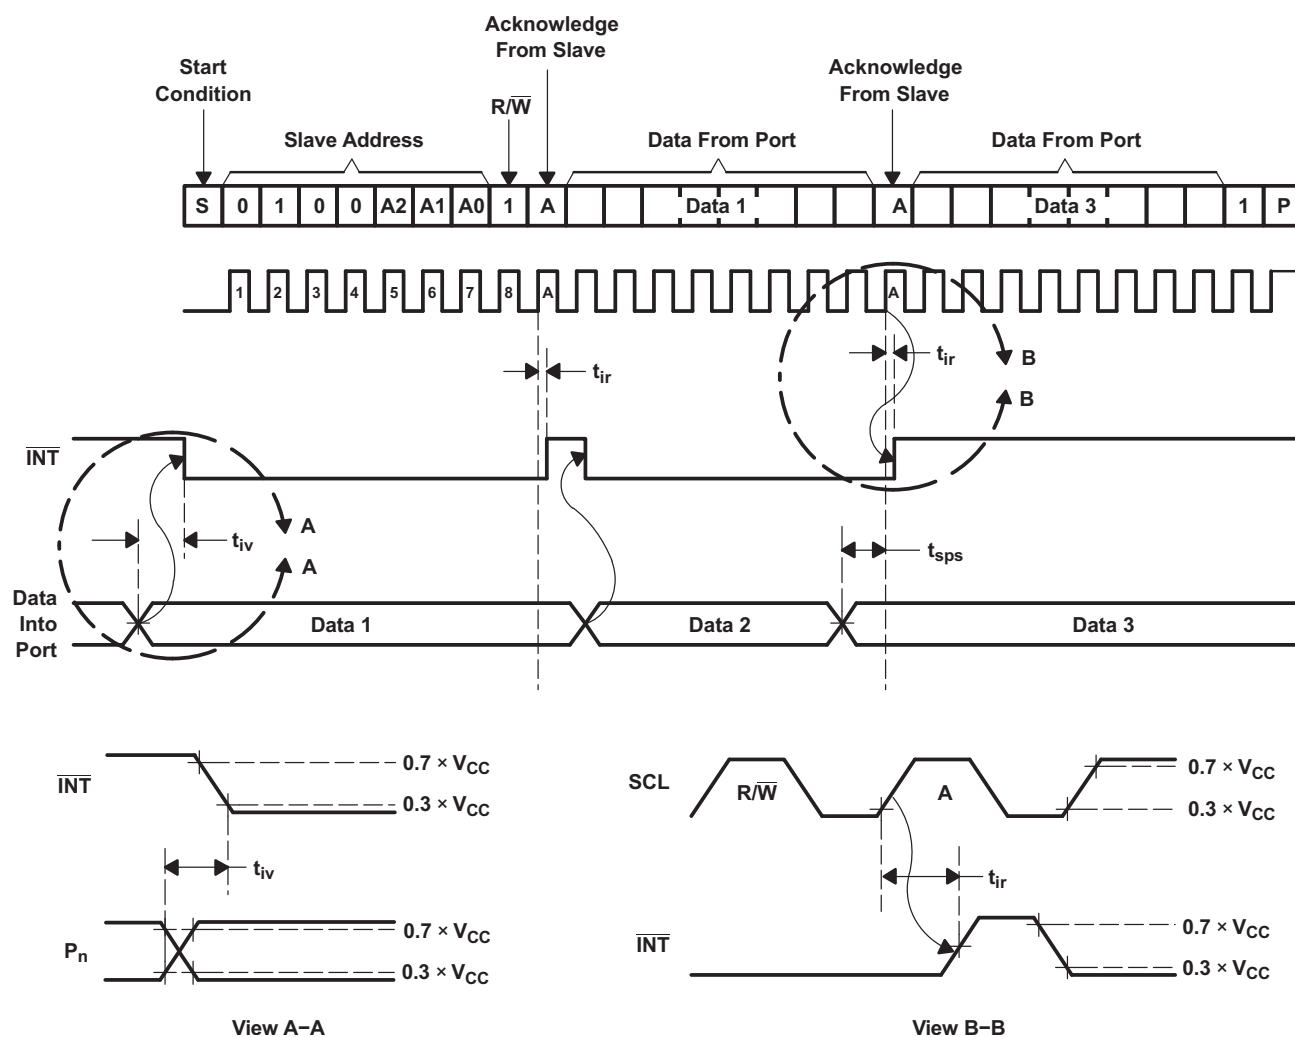 Acknowledge
From Slave
Start
Condition
Acknowledge
From Slave
R/W̅
Slave Address
Data From Port
Data From Port
S 0 1 0 0 A2 A1 A0 1 A Data 1 A Data 3 1 P
1 2 3 4 5 6 7 8 A A
t_ir
t_ir
B
B
I̅N̅T̅
A
t_iv
A
t_sps
Data
Into
Port
Data 1
Data 2
Data 3
I̅N̅T̅
0.7 × V_CC
0.3 × V_CC
t_iv
P_n
0.7 × V_CC
0.3 × V_CC
View A−A
SCL
R/W̅
A
0.7 × V_CC
0.3 × V_CC
t_ir
I̅N̅T̅
0.7 × V_CC
0.3 × V_CC
View B−B